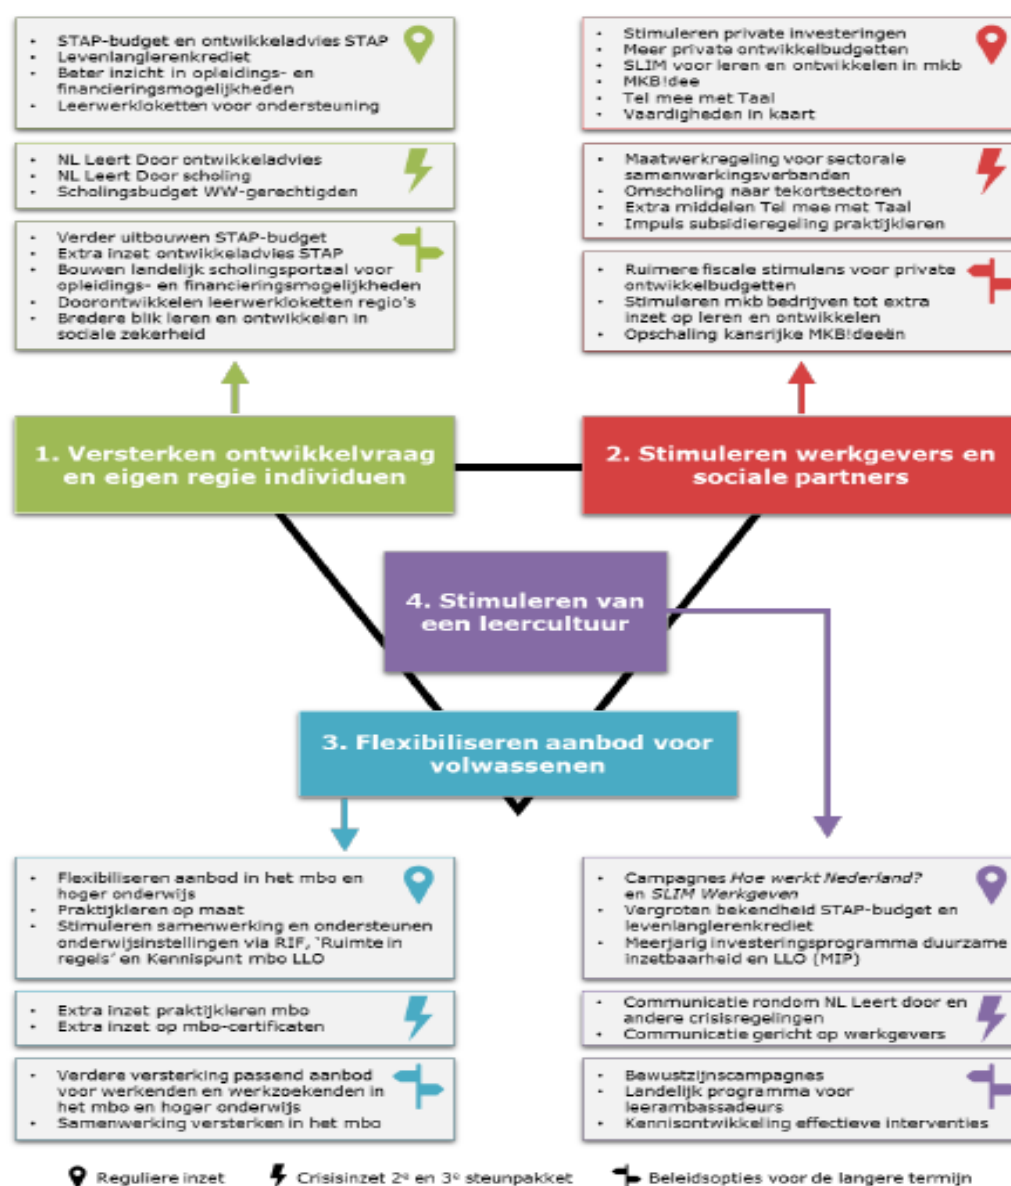 STAP-budget en ontwikkeladvies STAP
Levenlanglerenkrediet
Beter inzicht in opleidings- en
financieringsmogelijkheden
Leerwerkloketten voor ondersteuning
NL Leert Door ontwikkeladvies
NL Leert Door scholing
Scholingsbudget WW-gerechtigden
Verder uitbouwen STAP-budget
Extra inzet ontwikkeladvies STAP
Bouwen landelijk scholingsportaal voor
opleidings- en financieringsmogelijkheden
Doorontwikkelen leerwerkloketten regio's
Bredere blik leren en ontwikkelen in
sociale zekerheid
Stimuleren private investeringen
Meer private ontwikkelbudgetten
SLIM voor leren en ontwikkelen in mkb
MKB!dee
Tel mee met Taal
Vaardigheden in kaart
Maatwerkregeling voor sectorale
samenwerkingsverbanden
Omscholing naar tekortsectoren
Extra middelen Tel mee met Taal
Impuls subsidieregeling praktijkleren
Ruimere fiscale stimulans voor private
ontwikkelbudgetten
Stimuleren mkb bedrijven tot extra
inzet op leren en ontwikkelen
Opschaling kansrijke MKB!deeën
1. Versterken ontwikkelvraag
en eigen regie individuen
2. Stimuleren werkgevers en
sociale partners
4. Stimuleren van
een leercultuur
3. Flexibiliseren aanbod voor
volwassenen
Flexibiliseren aanbod in het mbo en
hoger onderwijs
Praktijkleren op maat
Stimuleren samenwerking en ondersteunen
onderwijsinstellingen via RIF, 'Ruimte in
regels' en Kennispunt mbo LLO
Extra inzet praktijkleren mbo
Extra inzet op mbo-certificaten
Verdere versterking passend aanbod
voor werkenden en werkzoekenden in
het mbo en hoger onderwijs
Samenwerking versterken in het mbo
Campagnes Hoe werkt Nederland?
en SLIM Werkgeven
Vergroten bekendheid STAP-budget en
levenlanglerenkrediet
Meerjarig investeringsprogramma duurzame
inzetbaarheid en LLO (MIP)
Communicatie rondom NL Leert door en
andere crisisregelingen
Communicatie gericht op werkgevers
Bewustzijnscampagnes
Landelijk programma voor
leerambassadeurs
Kennisontwikkeling effectieve interventies
Reguliere inzet
Crisisinzet 2e en 3e steunpakket
Beleidsopties voor de langere termijn